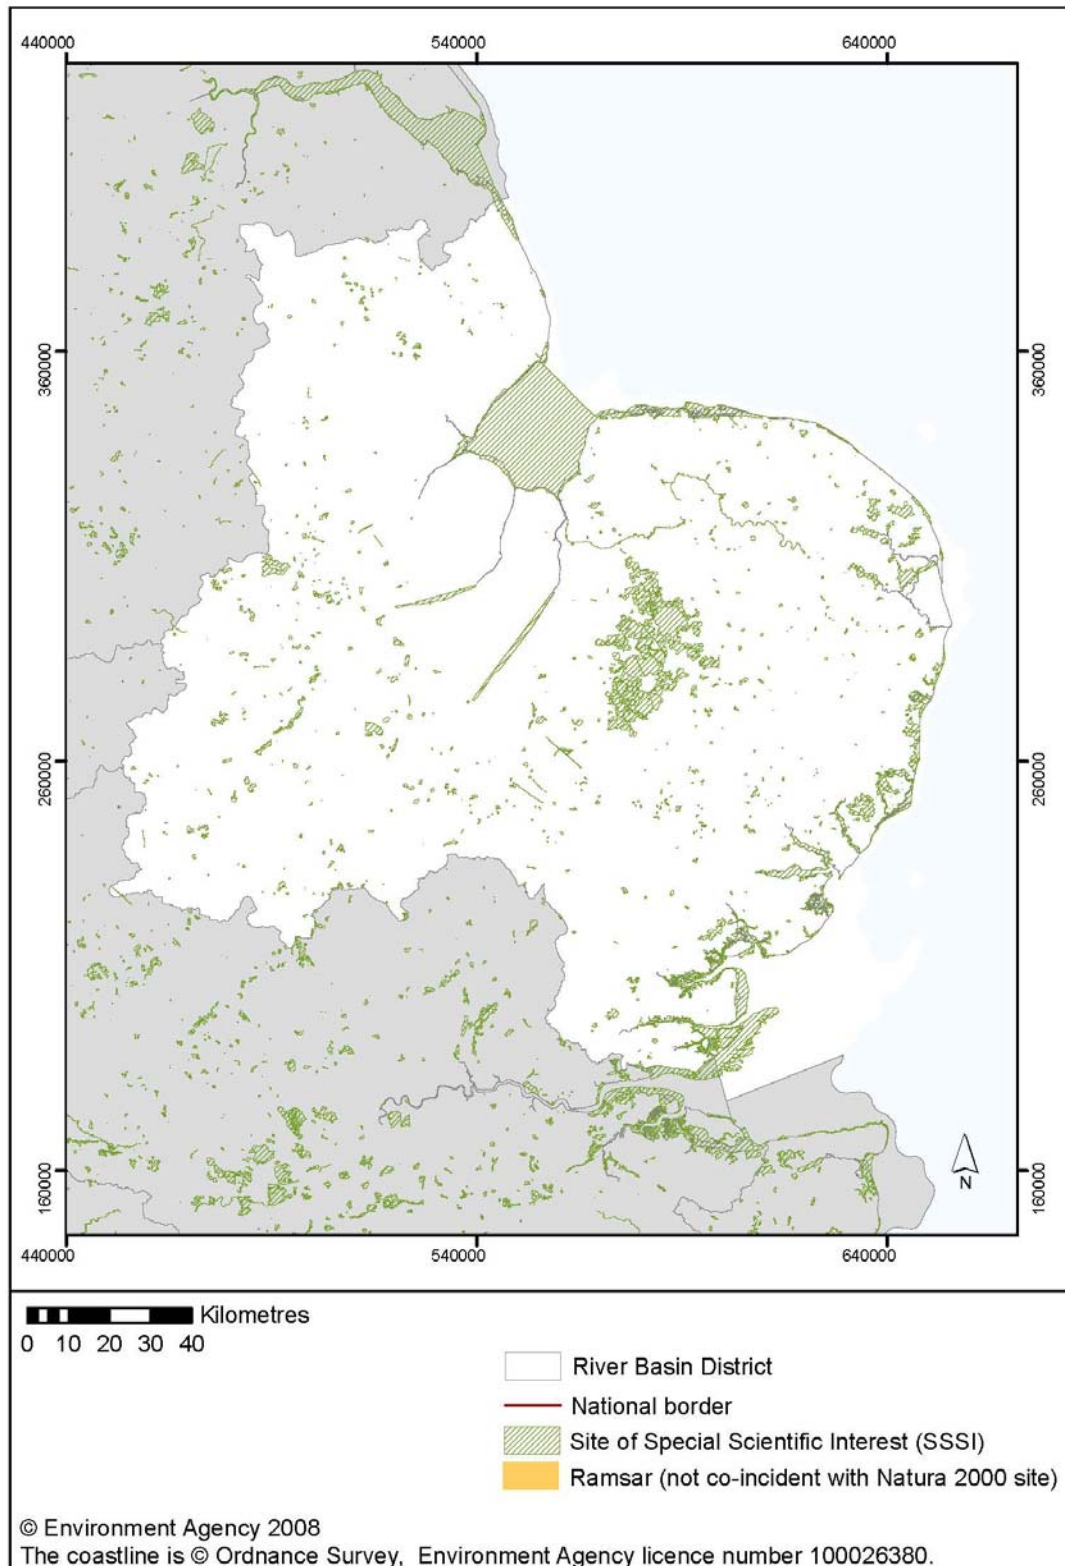 440000 540000 640000
360000 360000
260000 260000
160000 160000
N
440000 540000 640000
Kilometres
0 10 20 30 40
River Basin District
National border
Site of Special Scientific Interest (SSSI)
Ramsar (not co-incident with Natura 2000 site)
© Environment Agency 2008
The coastline is © Ordnance Survey, Environment Agency licence number 100026380.